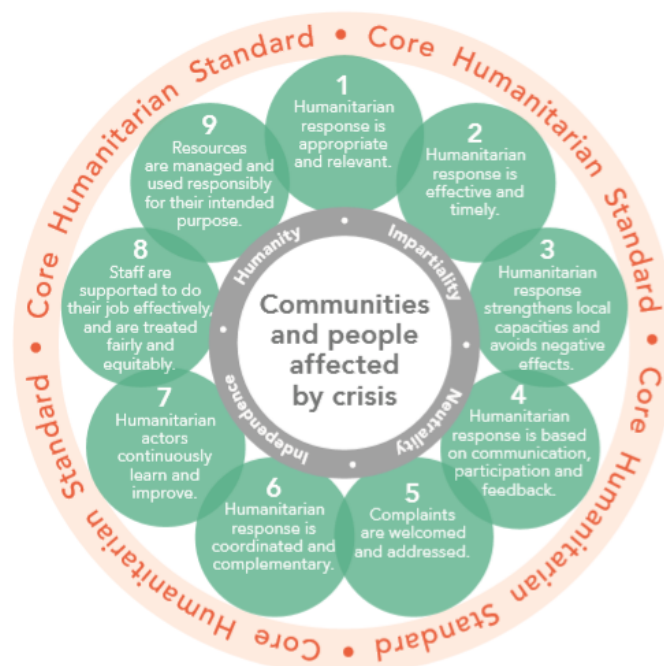 Core Humanitarian Standard • Core Humanitarian Standard • Core Humanitarian Standard • Core Humanitarian Standard •
1
Humanitarian
response is
appropriate
and relevant.
2
Humanitarian
response is
effective and
timely.
3
Humanitarian
response
strengthens local
capacities and
avoids negative
effects.
4
Humanitarian
response is based
on communication,
participation and
feedback.
5
Complaints
are welcomed
and addressed.
6
Humanitarian
response is
coordinated and
complementary.
7
Humanitarian
actors
continuously
learn and
improve.
8
Staff are
supported to do
their job effectively,
and are treated
fairly and
equitably.
9
Resources
are managed and
used responsibly
for their intended
purpose.
Humanity • Impartiality • Neutrality • Independence •
Communities
and people
affected
by crisis